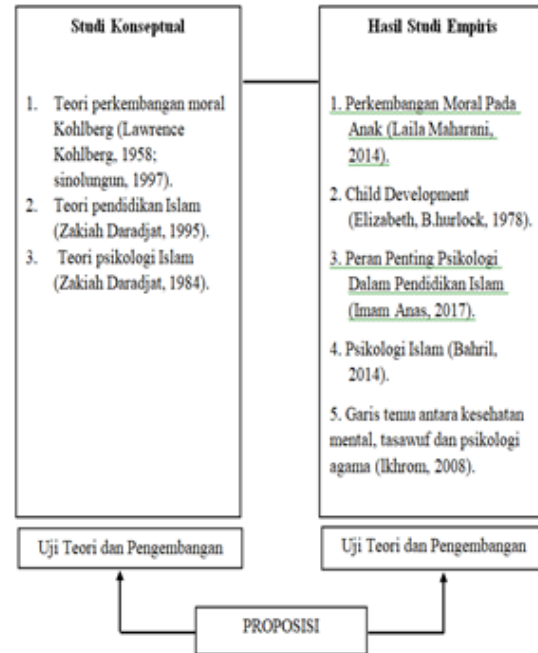 Studi Konseptual
1. Teori perkembangan moral
Kohlberg (Lawrence
Kohlberg, 1958;
sinolungun, 1997).
2. Teori pendidikan Islam
(Zakiah Daradjat, 1995).
3. Teori psikologi Islam
(Zakiah Daradjat, 1984).
Hasil Studi Empiris
1. Perkembangan Moral Pada
Anak (Laila Maharani,
2014).
2. Child Development
(Elizabeth, B.hurlock, 1978).
3. Peran Penting Psikologi
Dalam Pendidikan Islam
(Imam Anas, 2017).
4. Psikologi Islam (Bahril,
2014).
5. Garis temu antara kesehatan
mental, tasawuf dan psikologi
agama (Ikhrom, 2008).
Uji Teori dan Pengembangan
Uji Teori dan Pengembangan
PROPOSISI